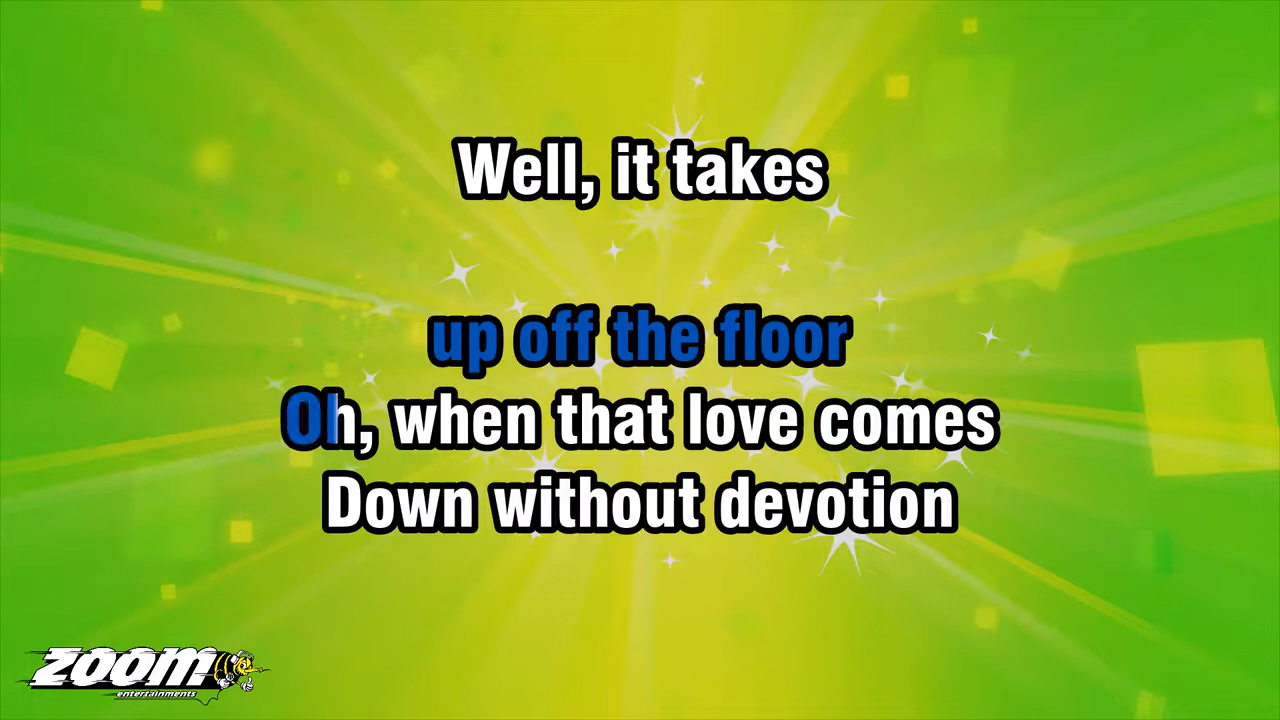 Well, it takes
up off the floor
Oh, when that love comes
Down without devotion
zoom
entertainments